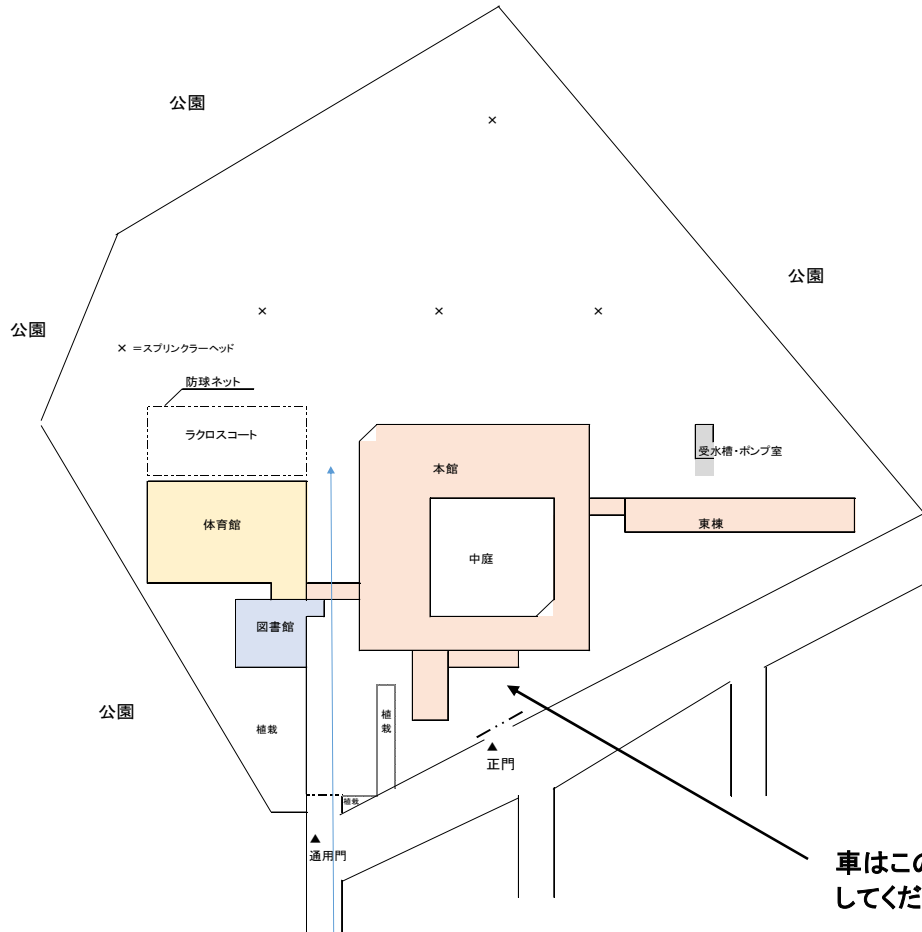 公園
×
公園
× × ×
公園
× ＝スプリンクラーヘッド
防球ネット
ラクロスコート
受水槽・ポンプ室
本館
体育館
東棟
中庭
図書館
公園
植栽
植栽
正門
植栽
通用門
車はこの
してくだ